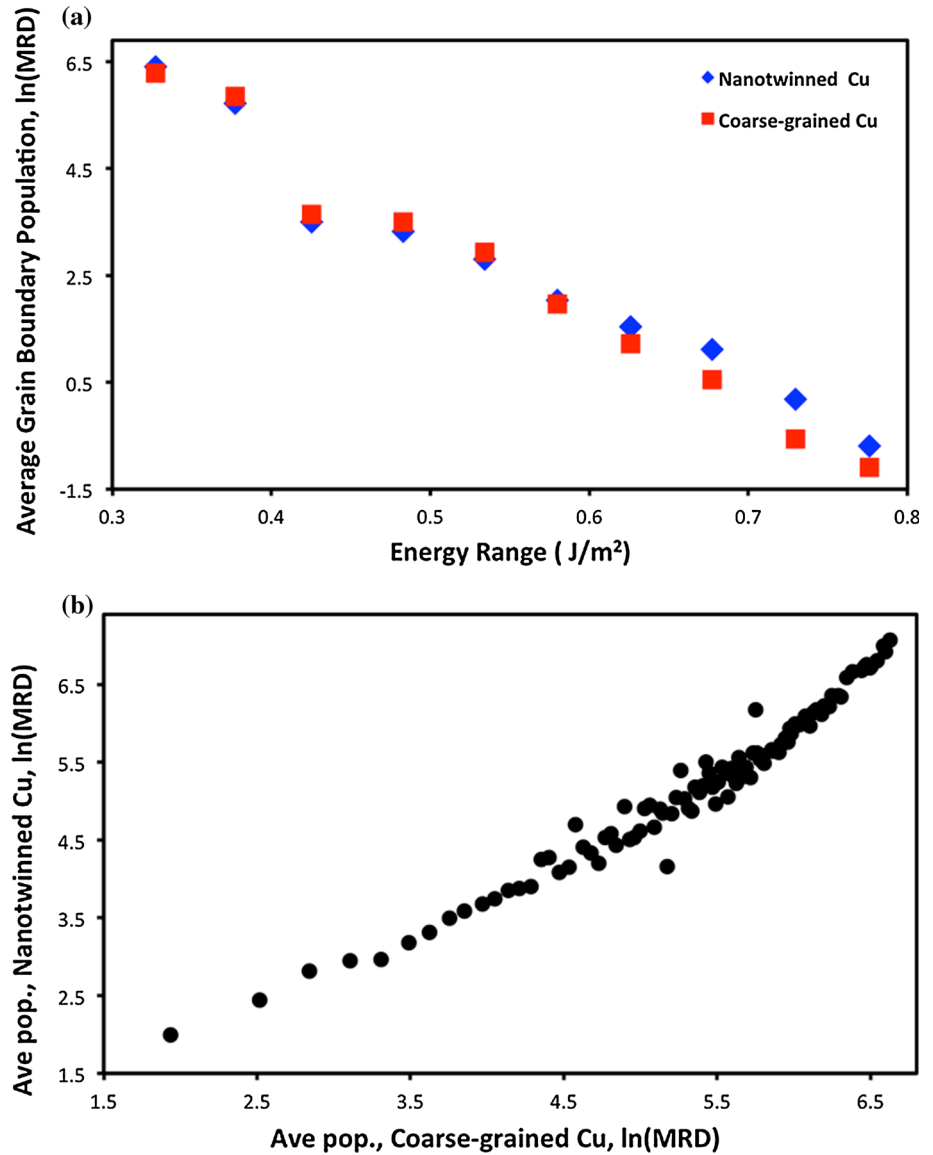 (a)
Average Grain Boundary Population, ln(MRD)
6.5
4.5
2.5
0.5
-1.5
Nanotwinned Cu
Coarse-grained Cu
0.3 0.4 0.5 0.6 0.7 0.8
Energy Range ( J/m²)
(b)
Ave pop., Nanotwinned Cu, ln(MRD)
6.5
5.5
4.5
3.5
2.5
1.5
1.5 2.5 3.5 4.5 5.5 6.5
Ave pop., Coarse-grained Cu, ln(MRD)